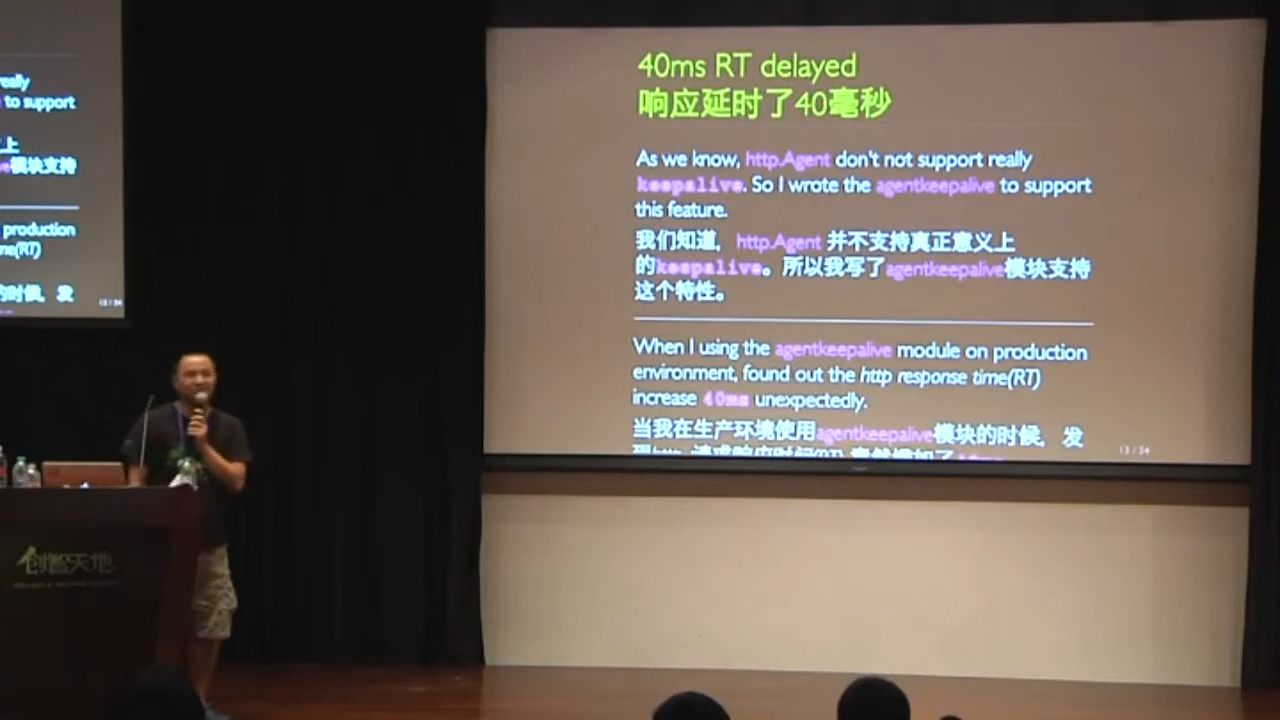 really
to support
上
模块支持
production
me(RT)
的时候，发
12 / 34
40ms RT delayed
响应延时了40毫秒
As we know, http.Agent don't not support really
keepalive. So I wrote the agentkeepalive to support
this feature.
我们知道，http.Agent 并不支持真正意义上
的keepalive。所以我写了agentkeepalive模块支持
这个特性。
When I using the agentkeepalive module on production
environment, found out the http response time(RT)
increase 40ms unexpectedly.
当我在生产环境使用agentkeepalive模块的时候，发
12 / 34
创智天地